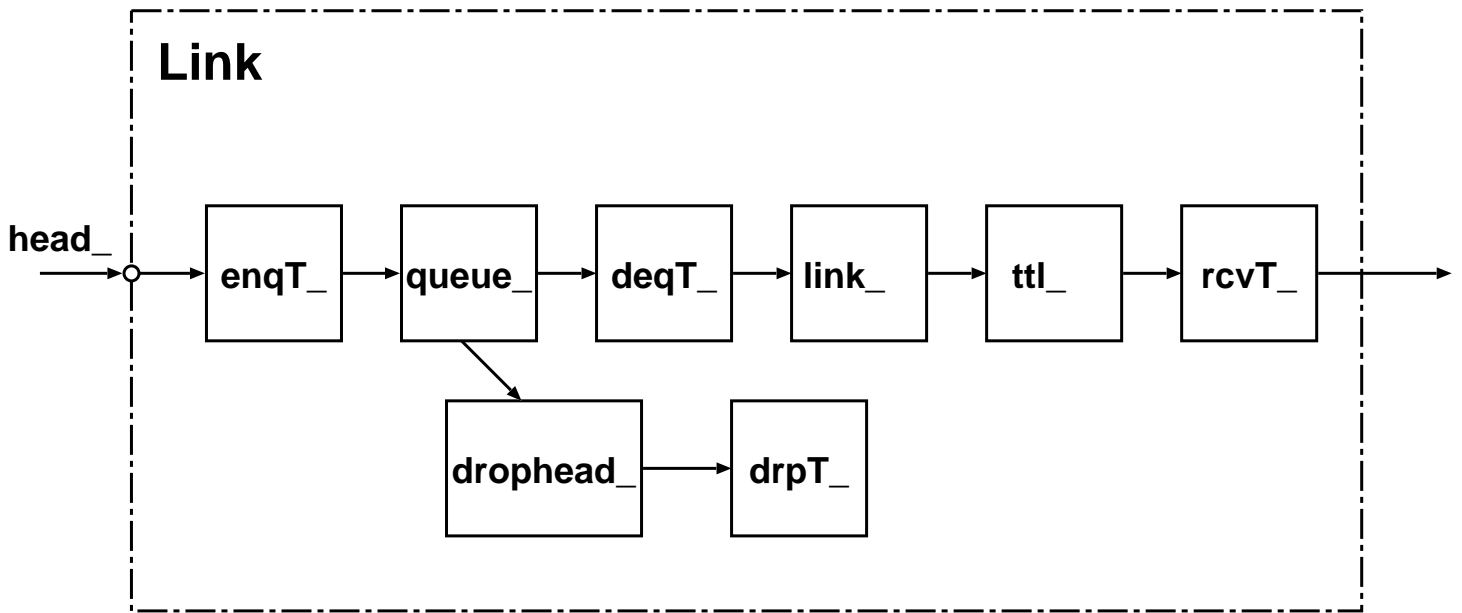 Link
head_
enqT_
queue_
deqT_
link_
ttl_
rcvT_
drophead_
drpT_